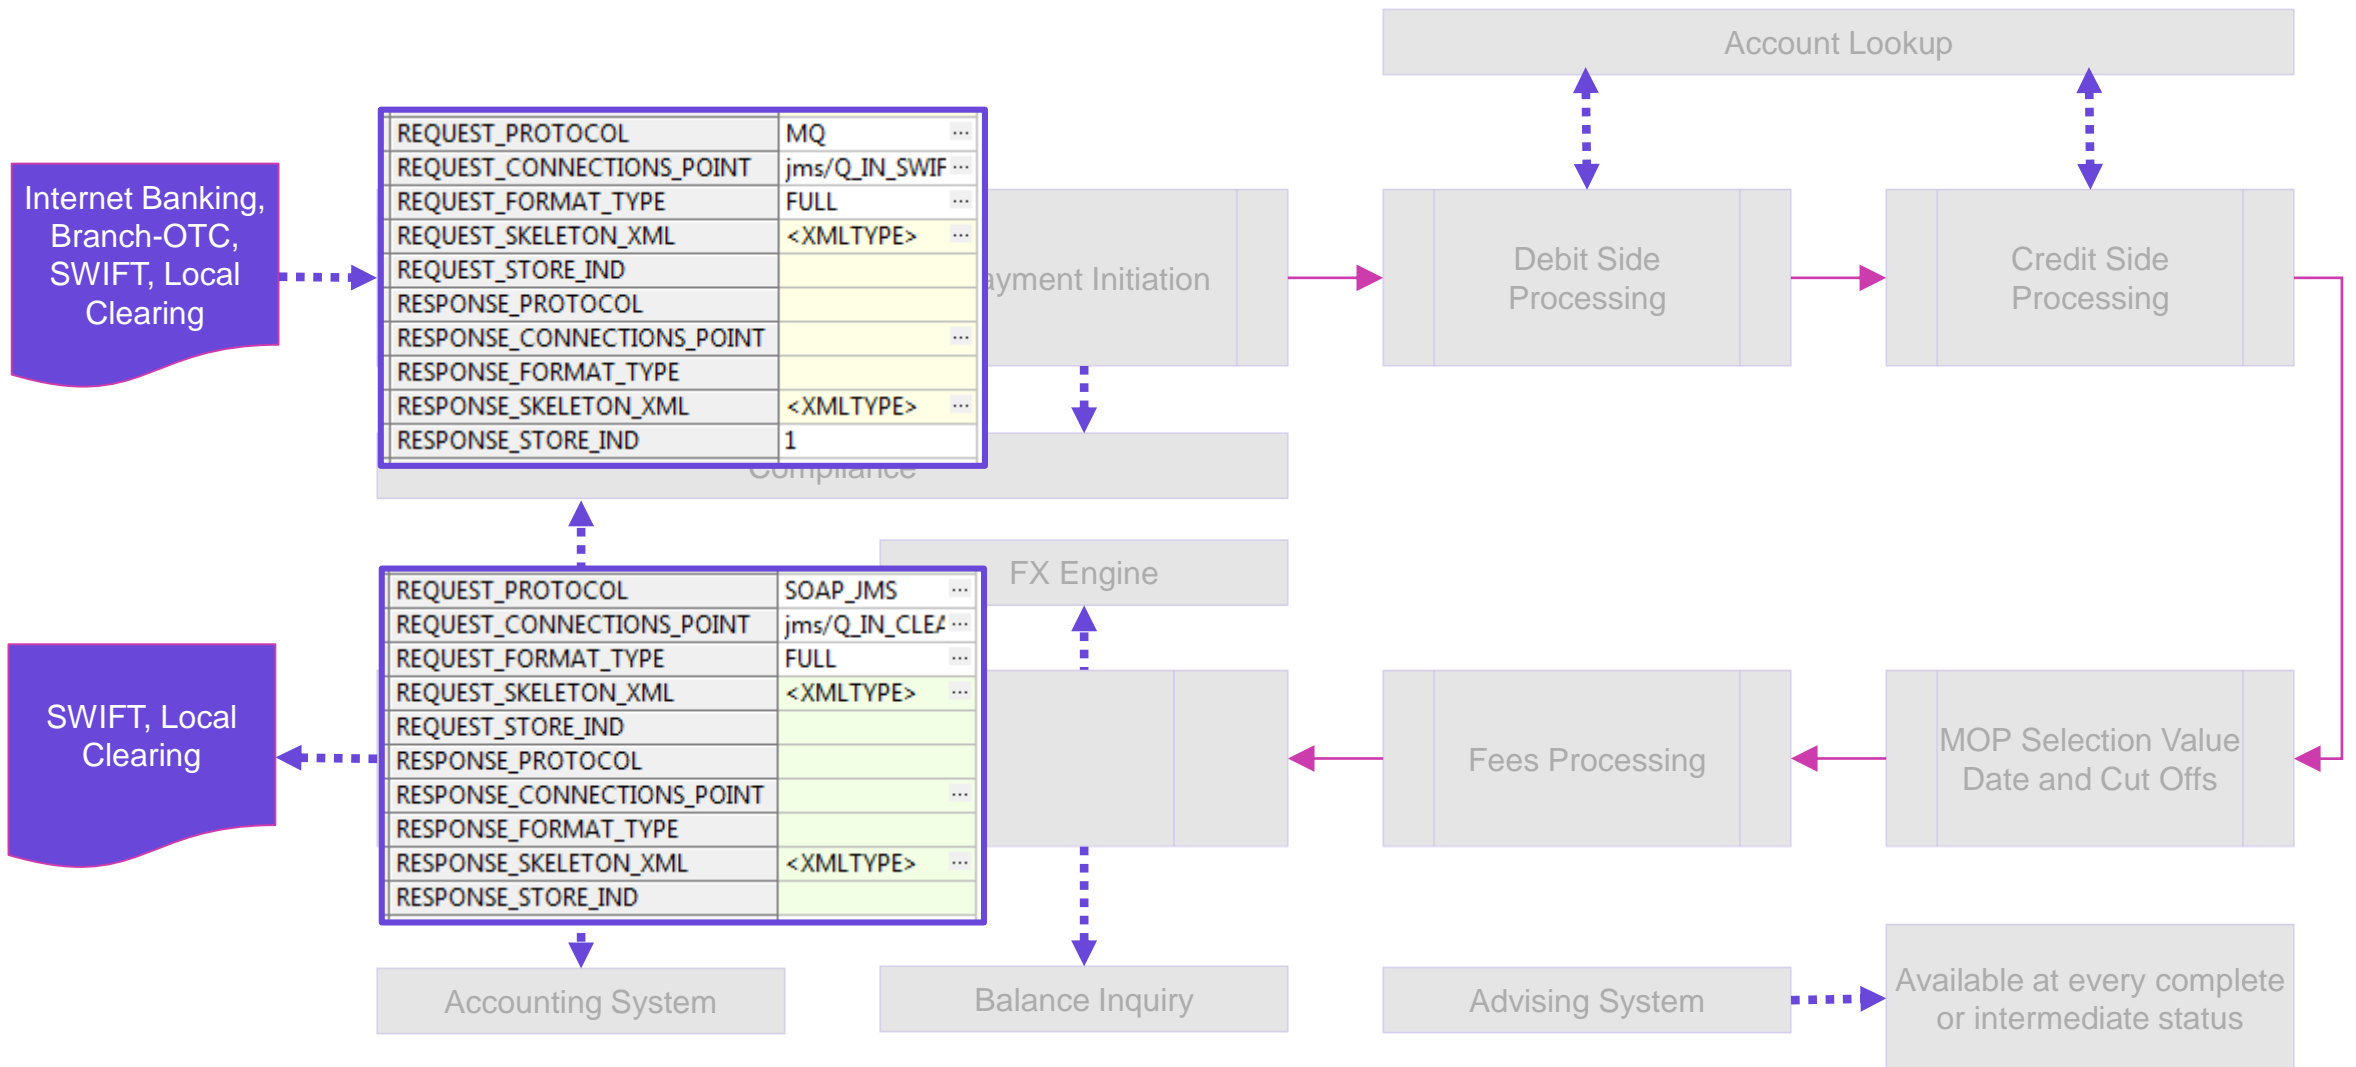 Account Lookup
Internet Banking,
Branch-OTC,
SWIFT, Local
Clearing
REQUEST_PROTOCOL MQ ...
REQUEST_CONNECTIONS_POINT jms/Q_IN_SWIF ...
REQUEST_FORMAT_TYPE FULL ...
REQUEST_SKELETON_XML <XMLTYPE> ...
REQUEST_STORE_IND
RESPONSE_PROTOCOL
RESPONSE_CONNECTIONS_POINT ...
RESPONSE_FORMAT_TYPE
RESPONSE_SKELETON_XML <XMLTYPE> ...
RESPONSE_STORE_IND 1
ayment Initiation
Debit Side
Processing
Credit Side
Processing
Compliance
FX Engine
SWIFT, Local
Clearing
REQUEST_PROTOCOL SOAP_JMS ...
REQUEST_CONNECTIONS_POINT jms/Q_IN_CLEA ...
REQUEST_FORMAT_TYPE FULL ...
REQUEST_SKELETON_XML <XMLTYPE> ...
REQUEST_STORE_IND
RESPONSE_PROTOCOL
RESPONSE_CONNECTIONS_POINT ...
RESPONSE_FORMAT_TYPE
RESPONSE_SKELETON_XML <XMLTYPE> ...
RESPONSE_STORE_IND
Fees Processing
MOP Selection Value
Date and Cut Offs
Accounting System
Balance Inquiry
Advising System
Available at every complete
or intermediate status